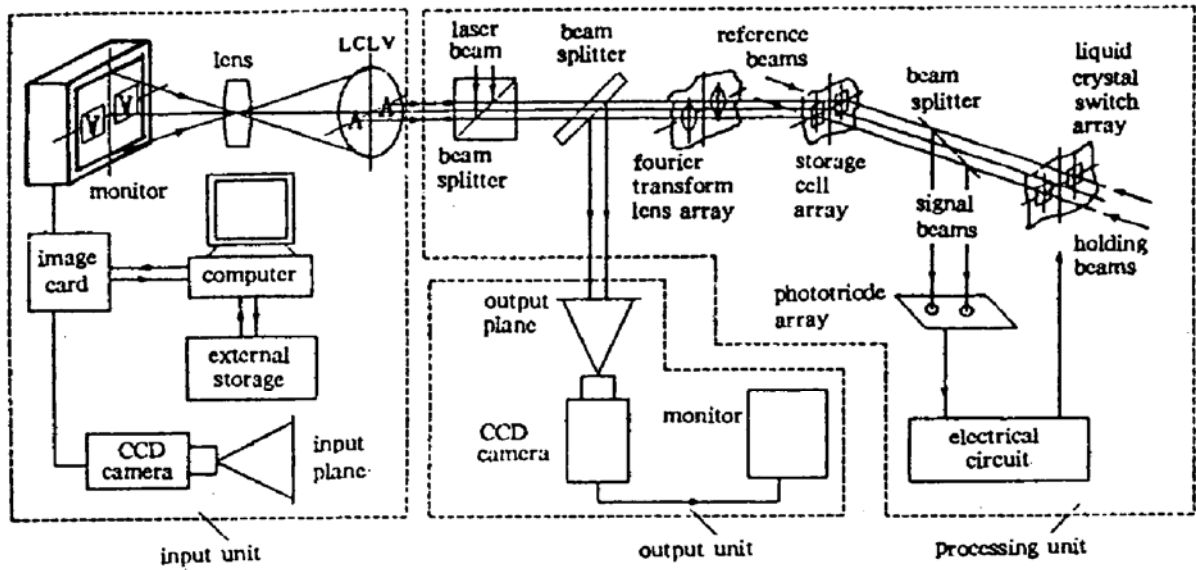 lens
LCLV
laser
beam
beam
splitter
reference
beams
beam
splitter
liquid
crystal
switch
array
A
A
A
A
monitor
beam
splitter
fourier
transform
lens array
storage
cell
array
signal
beams
holding
beams
image
card
computer
external
storage
output
plane
phototriode
array
CCD
camera
input
plane
CCD
camera
monitor
electrical
circuit
input unit
output unit
processing unit